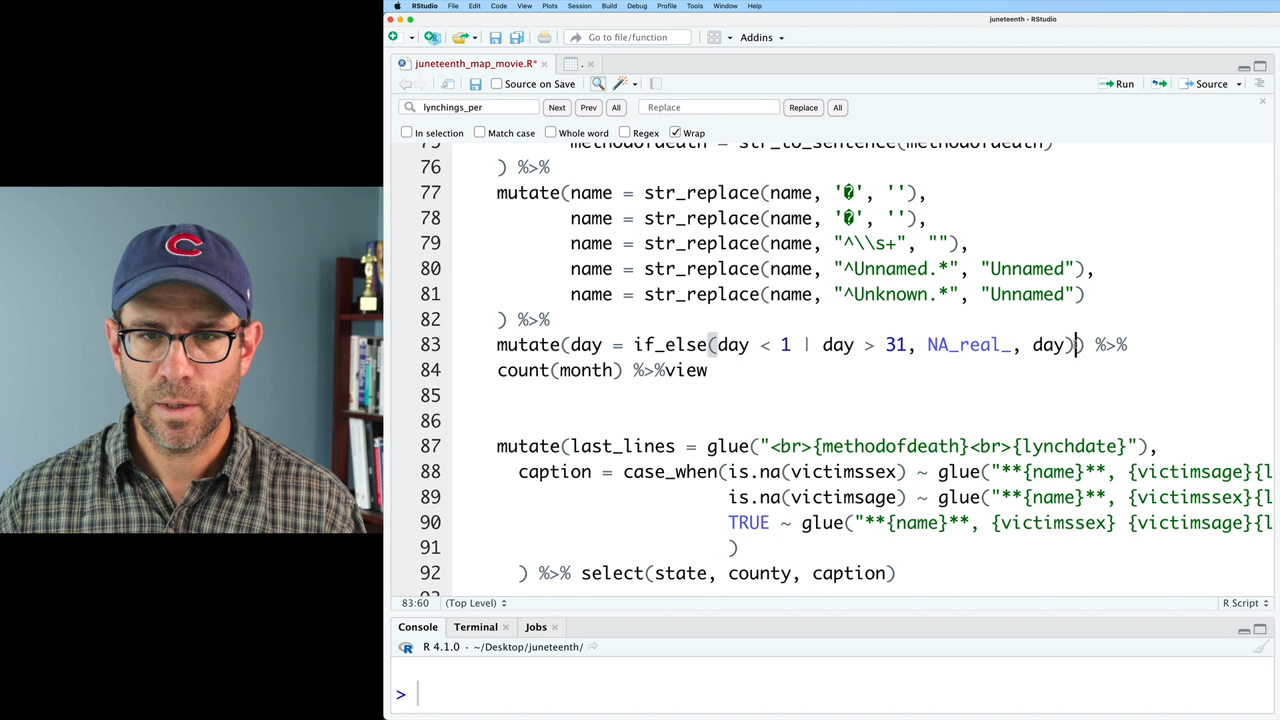 RStudio File Edit Code View Plots Session Build Debug Profile Tools Window Help
juneteenth - RStudio
Go to file/function Addins
juneteenth_map_movie.R* .
Source on Save Run Source
lynchings_per Next Prev All Replace Replace All
In selection Match case Whole word Regex Wrap
75 methodofdeath = str_to_sentence(methodofdeath)
76 ) %>%
77 mutate(name = str_replace(name, '�', ''),
78 name = str_replace(name, '�', ''),
79 name = str_replace(name, "^\\s+", ""),
80 name = str_replace(name, "^Unnamed.*", "Unnamed"),
81 name = str_replace(name, "^Unknown.*", "Unnamed")
82 ) %>%
83 mutate(day = if_else(day < 1 | day > 31, NA_real_, day)) %>%
84 count(month) %>%view
85
86
87 mutate(last_lines = glue("<br>{methodofdeath}<br>{lynchdate}"),
88 caption = case_when(is.na(victimssex) ~ glue("**{name}**, {victimsage}{l
89 is.na(victimsage) ~ glue("**{name}**, {victimssex}{l
90 TRUE ~ glue("**{name}**, {victimssex} {victimsage}{l
91 )
92 ) %>% select(state, county, caption)
83:60 (Top Level) R Script
Console Terminal Jobs
R 4.1.0 · ~/Desktop/juneteenth/
>
C